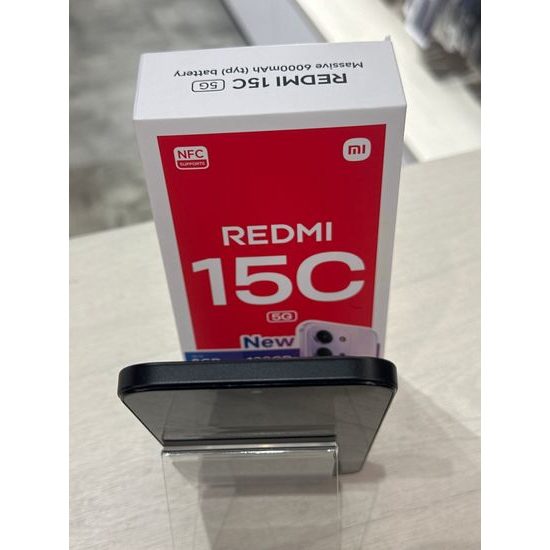 Massive 6000mAh (typ) battery
REDMI 15C 5G
NFC
SUPPORTS
mi
REDMI
15C
5G
New